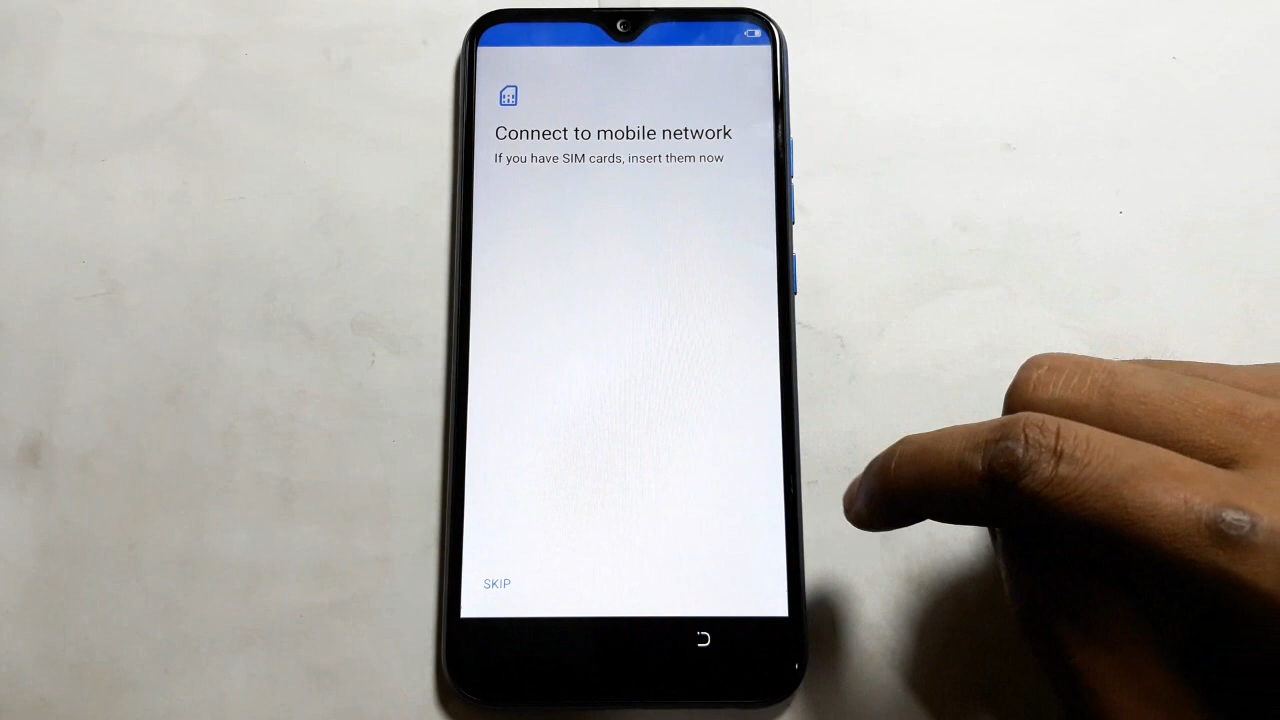 Connect to mobile network
If you have SIM cards, insert them now
SKIP